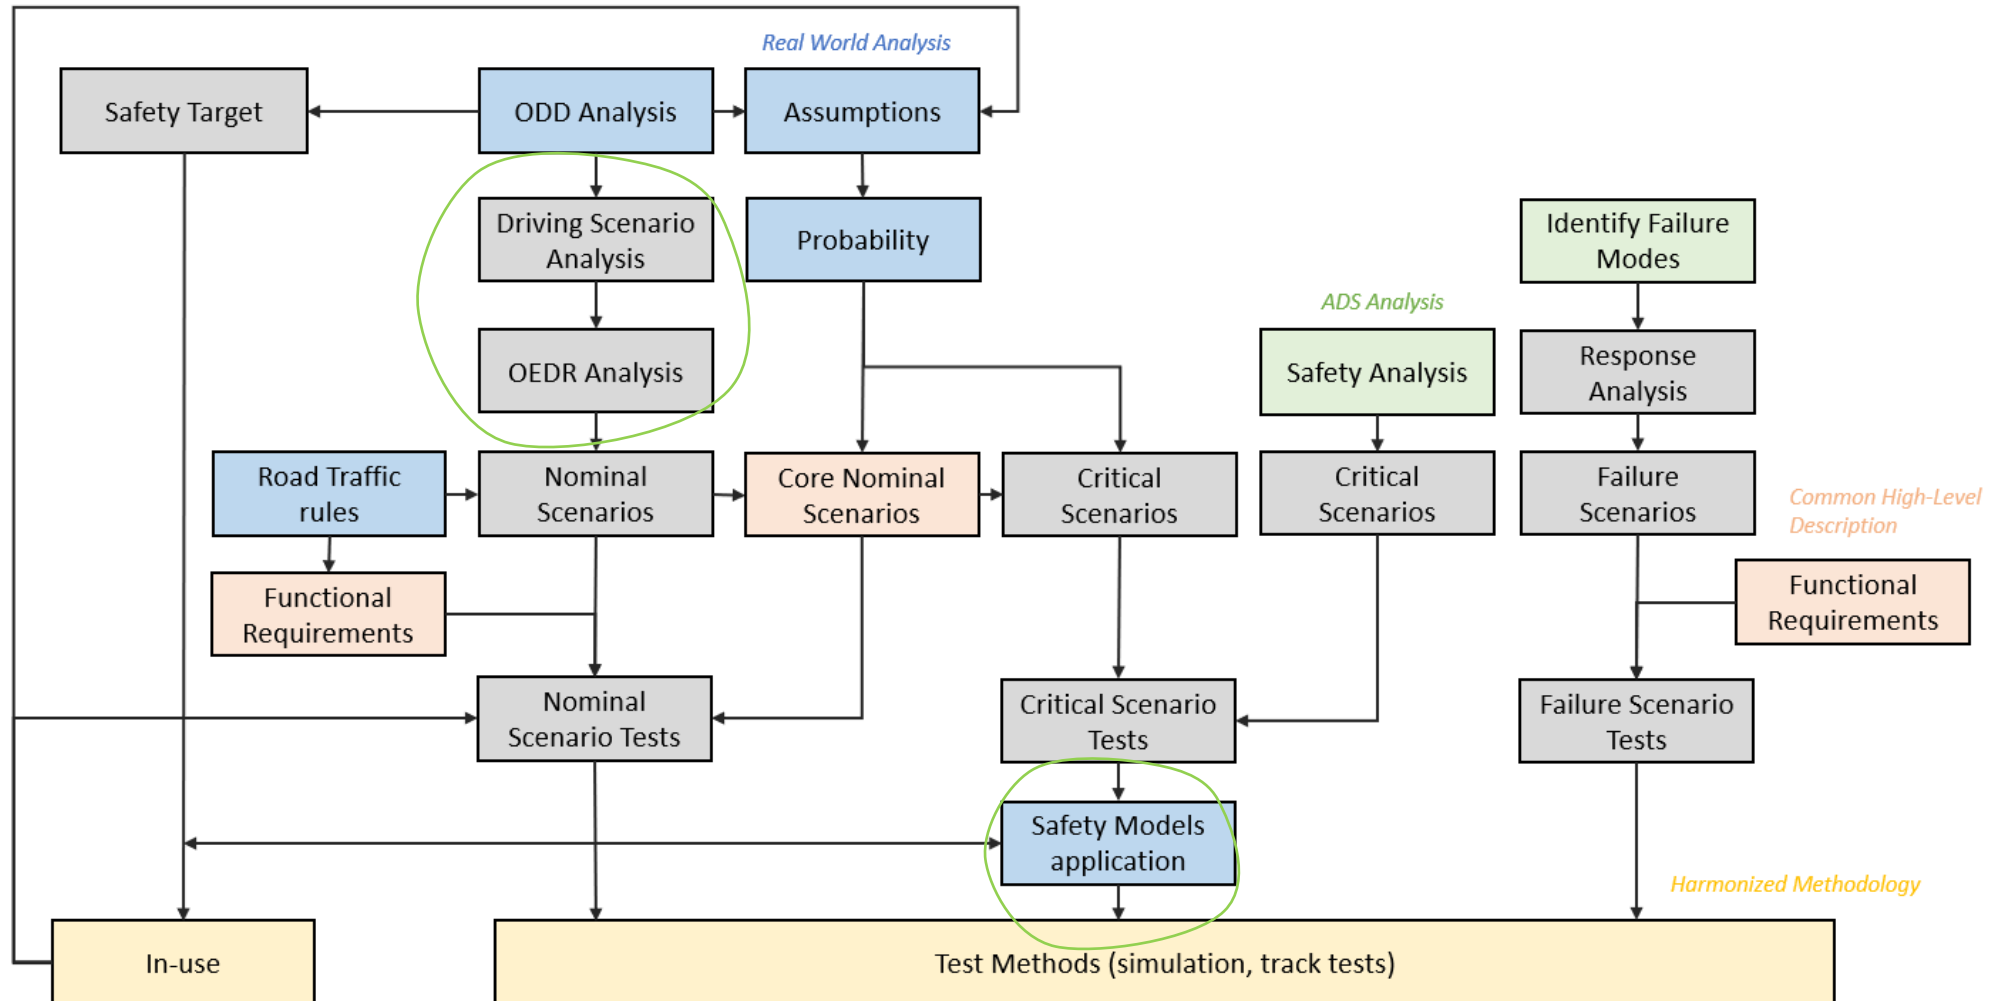 Real World Analysis
Safety Target
ODD Analysis
Assumptions
Driving Scenario
Analysis
Probability
Identify Failure
Modes
ADS Analysis
OEDR Analysis
Safety Analysis
Response
Analysis
Road Traffic
rules
Nominal
Scenarios
Core Nominal
Scenarios
Critical
Scenarios
Critical
Scenarios
Failure
Scenarios
Common High-Level
Description
Functional
Requirements
Functional
Requirements
Nominal
Scenario Tests
Critical Scenario
Tests
Failure Scenario
Tests
Safety Models
application
Harmonized Methodology
In-use
Test Methods (simulation, track tests)